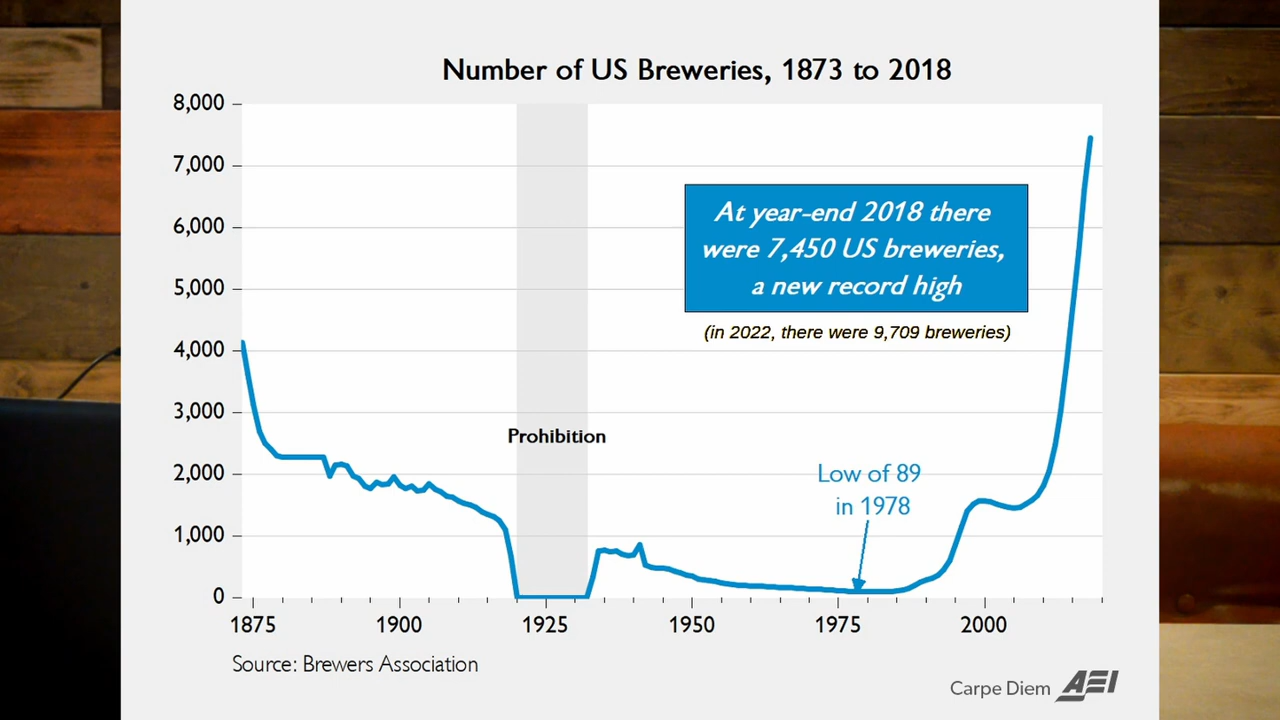 Number of US Breweries, 1873 to 2018
8,000
7,000
6,000
5,000
4,000
3,000
2,000
1,000
0
At year-end 2018 there
were 7,450 US breweries,
a new record high
(in 2022, there were 9,709 breweries)
Prohibition
Low of 89
in 1978
1875 1900 1925 1950 1975 2000
Source: Brewers Association
Carpe Diem AEI